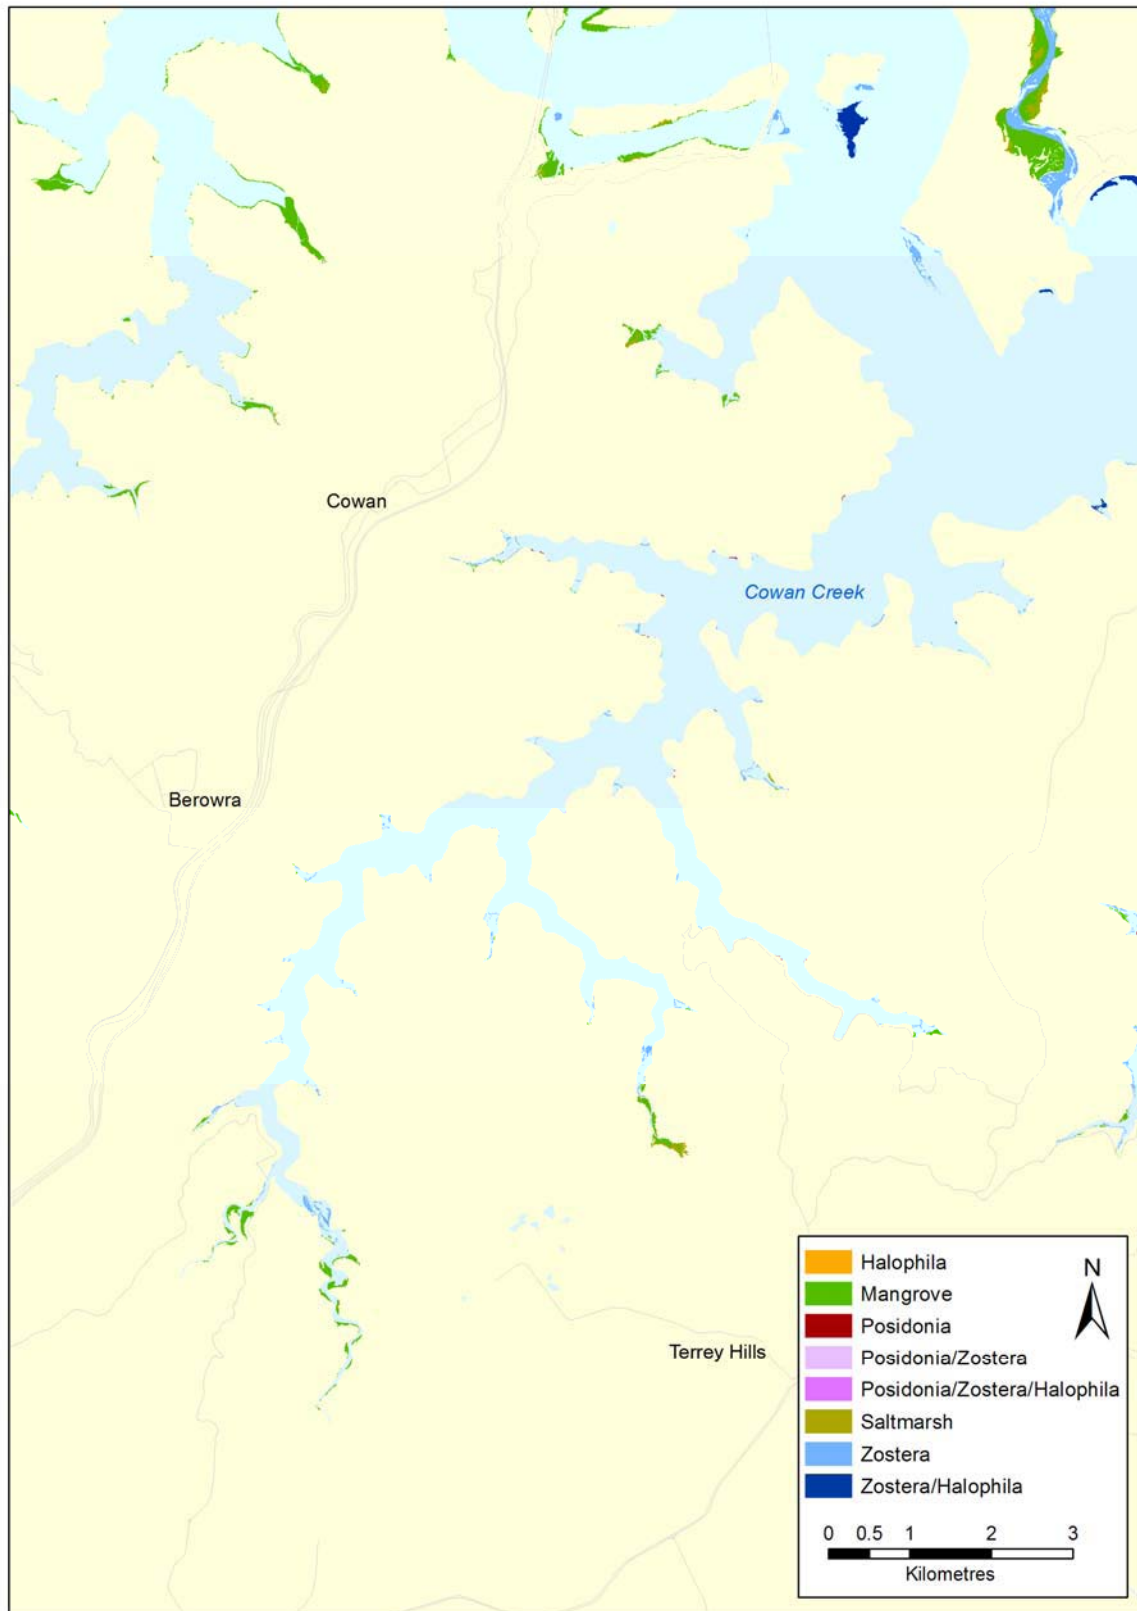 Cowan
Cowan Creek
Berowra
Terrey Hills
Halophila
N
Mangrove
Posidonia
Posidonia/Zostera
Posidonia/Zostera/Halophila
Saltmarsh
Zostera
Zostera/Halophila
0 0.5 1 2 3
Kilometres